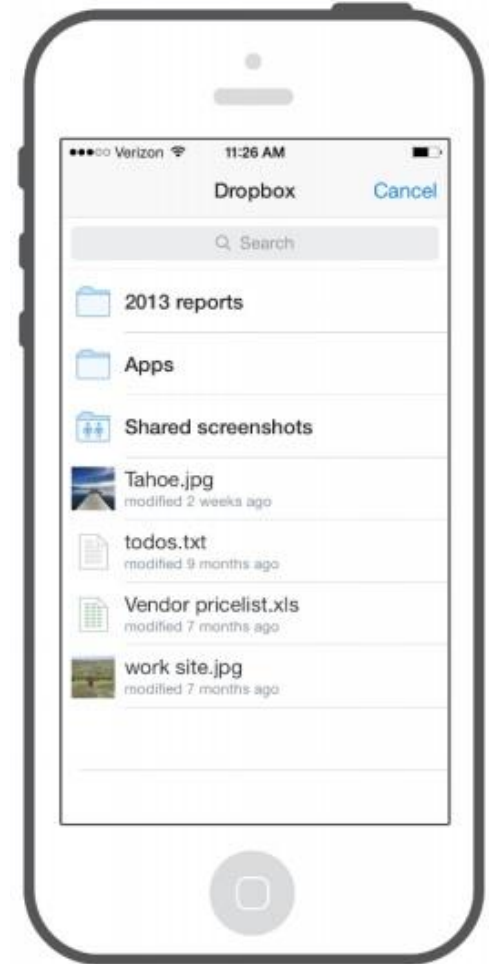 Verizon 11:26 AM
Dropbox Cancel
Search
2013 reports
Apps
Shared screenshots
Tahoe.jpg
modified 2 weeks ago
todos.txt
modified 9 months ago
Vendor pricelist.xls
modified 7 months ago
work site.jpg
modified 7 months ago